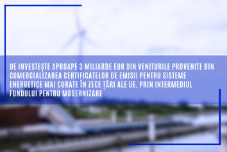 UE INVESTEȘTE APROAPE 3 MILIARDE EUR DIN VENITURILE PROVENITE DIN
COMERCIALIZAREA CERTIFICATELOR DE EMISII PENTRU SISTEME
ENERGETICE MAI CURATE ÎN ZECE ȚĂRI ALE UE, PRIN INTERMEDIUL
FONDULUI PENTRU MODERNIZARE